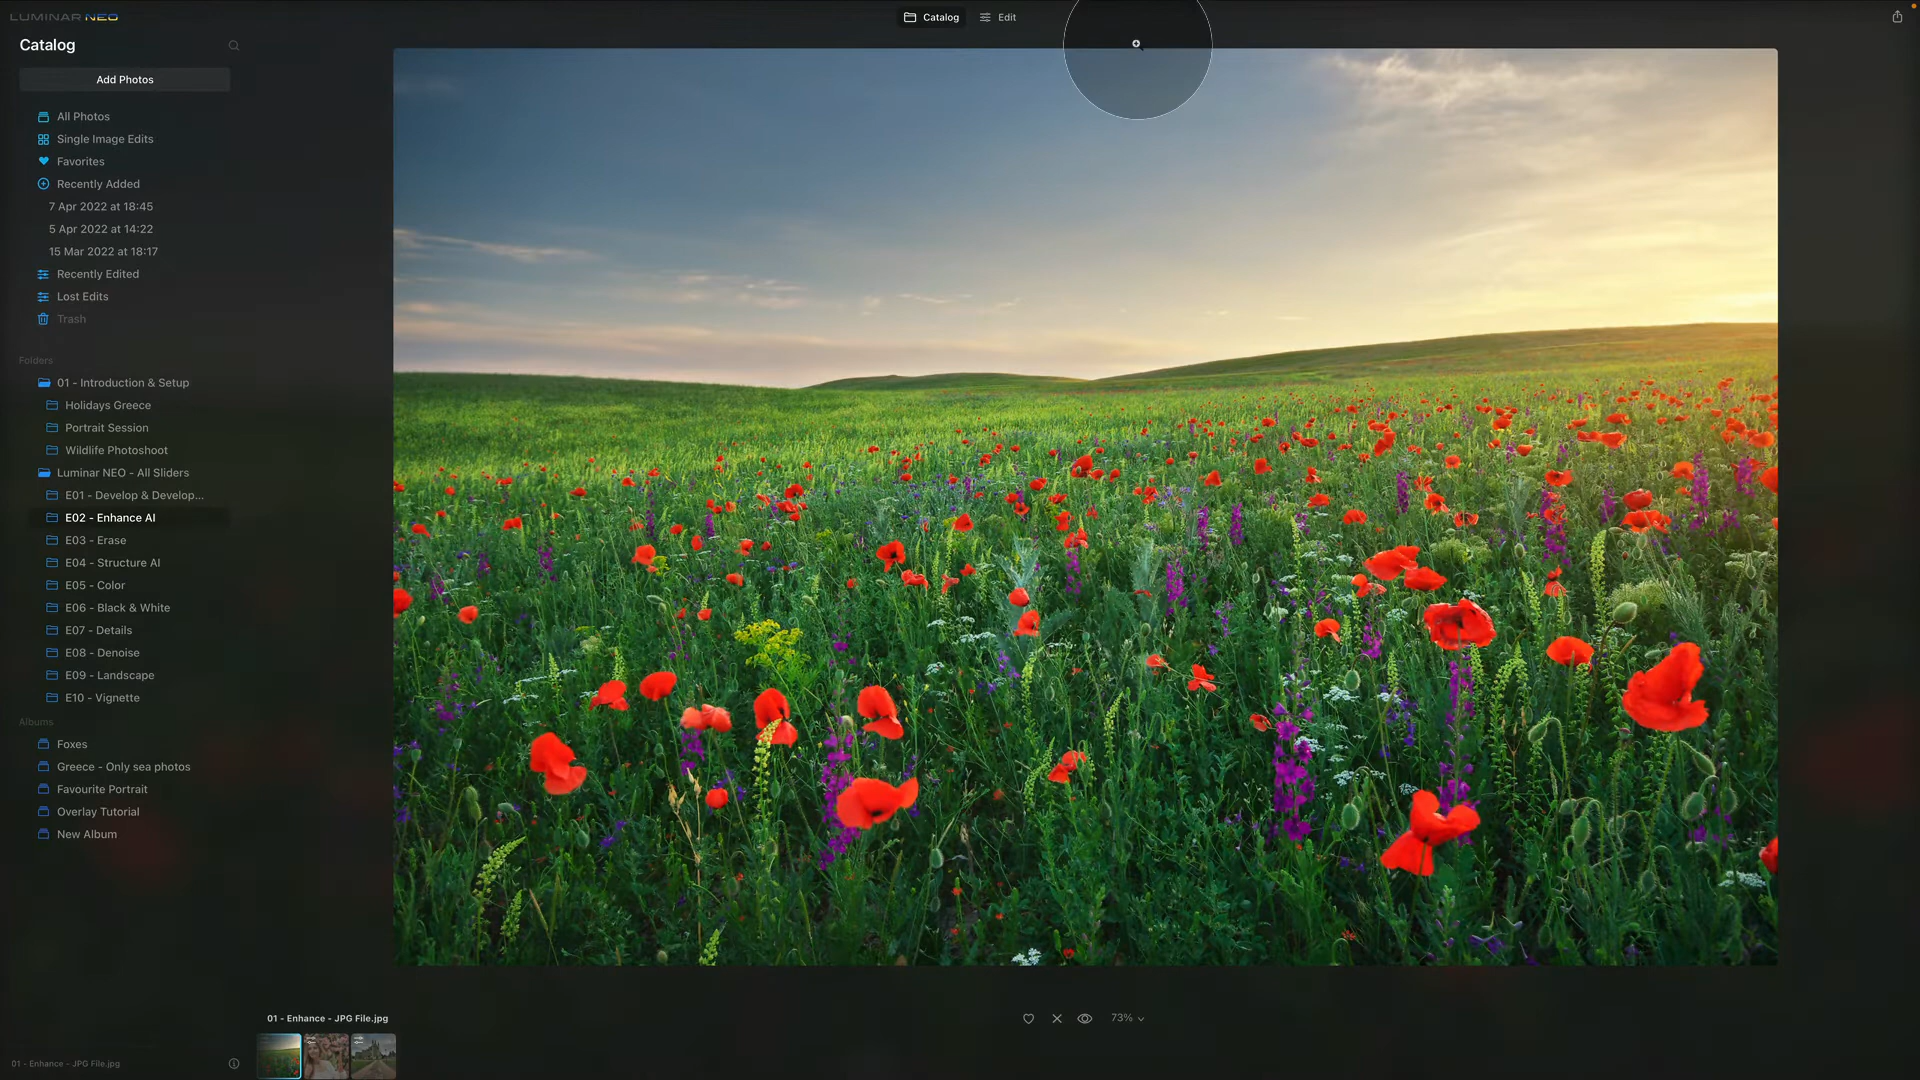 LUMINAR NEO
Catalog
Edit
Catalog
Add Photos
All Photos
Single Image Edits
Favorites
Recently Added
7 Apr 2022 at 18:45
5 Apr 2022 at 14:22
15 Mar 2022 at 18:17
Recently Edited
Lost Edits
Trash
Folders
01 - Introduction & Setup
Holidays Greece
Portrait Session
Wildlife Photoshoot
Luminar NEO - All Sliders
E01 - Develop & Develop...
E02 - Enhance AI
E03 - Erase
E04 - Structure AI
E05 - Color
E06 - Black & White
E07 - Details
E08 - Denoise
E09 - Landscape
E10 - Vignette
Albums
Foxes
Greece - Only sea photos
Favourite Portrait
Overlay Tutorial
New Album
01 - Enhance - JPG File.jpg
73%
01 - Enhance - JPG File.jpg